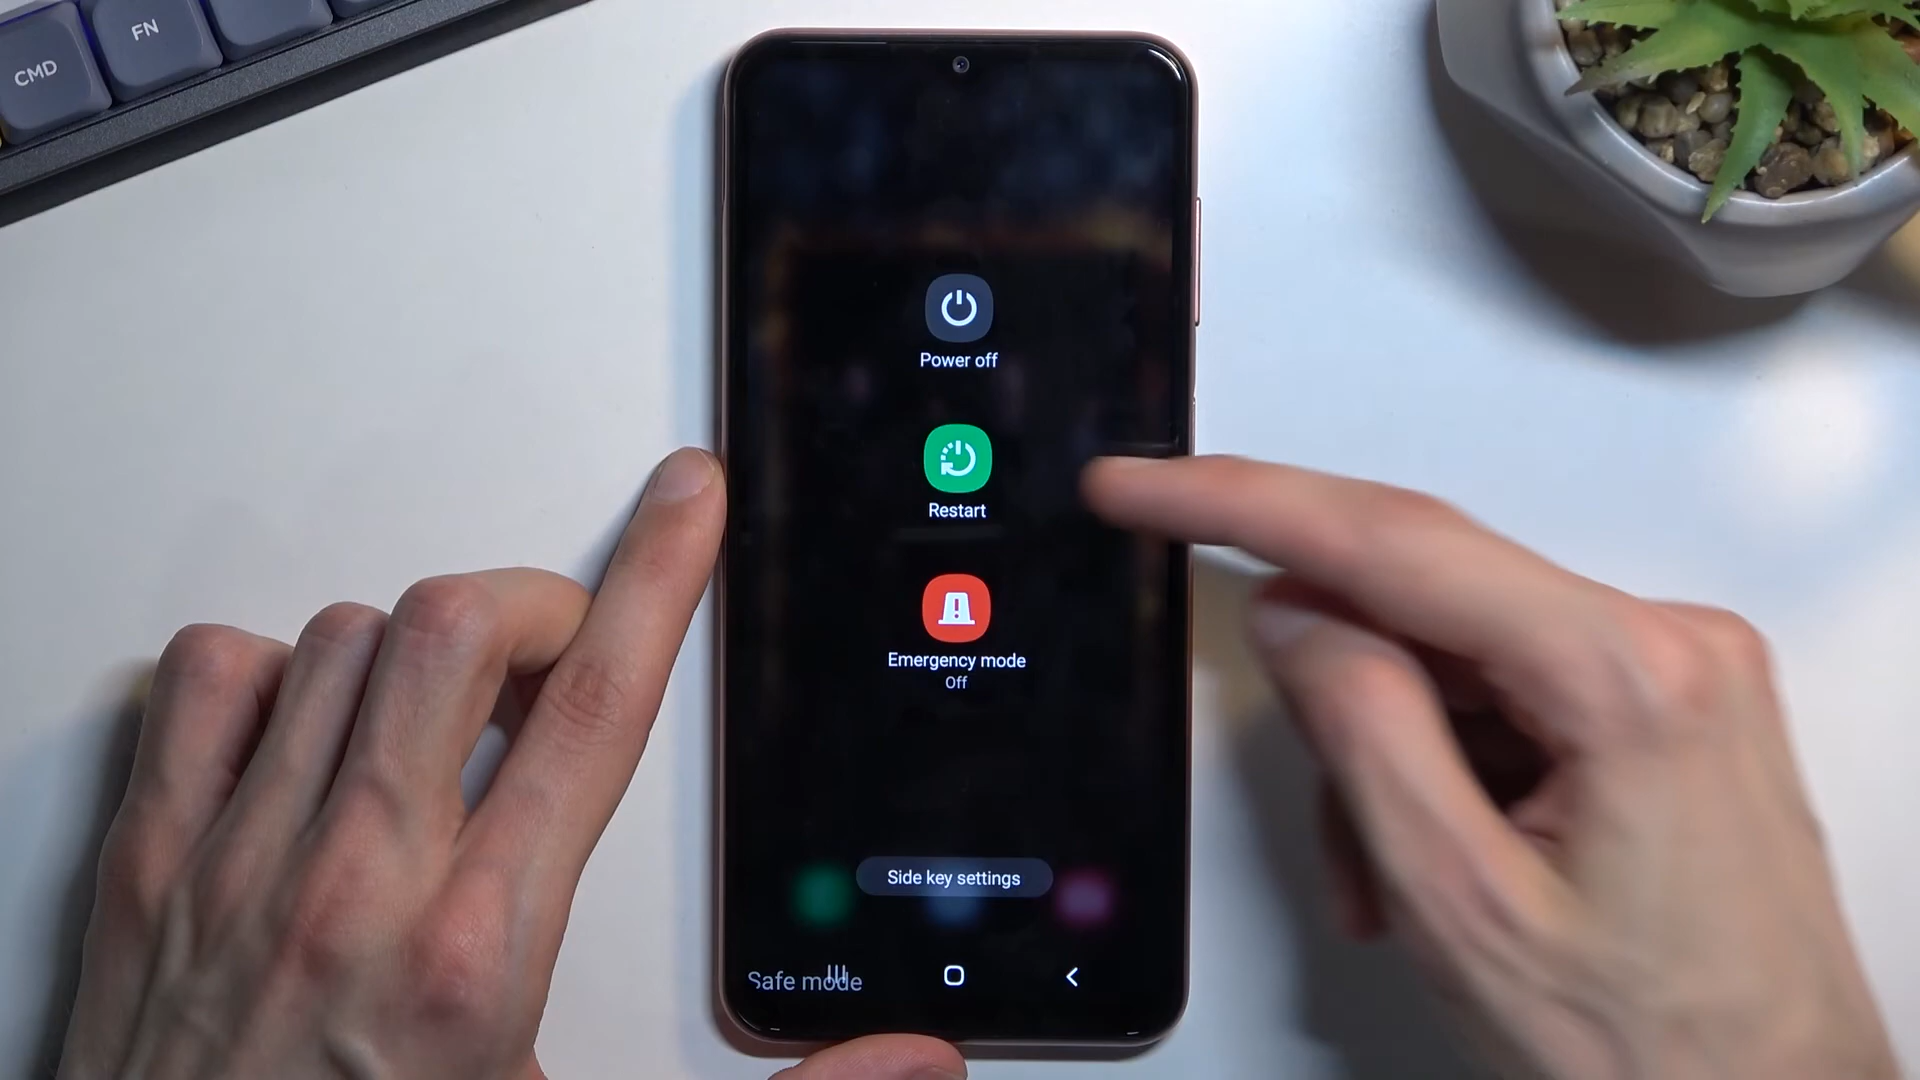 CMD
FN
Power off
Restart
Emergency mode
Off
Side key settings
Safe mode